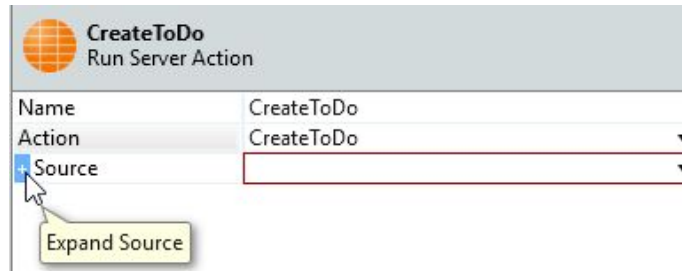 CreateToDo
Run Server Action
Name CreateToDo
Action CreateToDo
+ Source
Expand Source